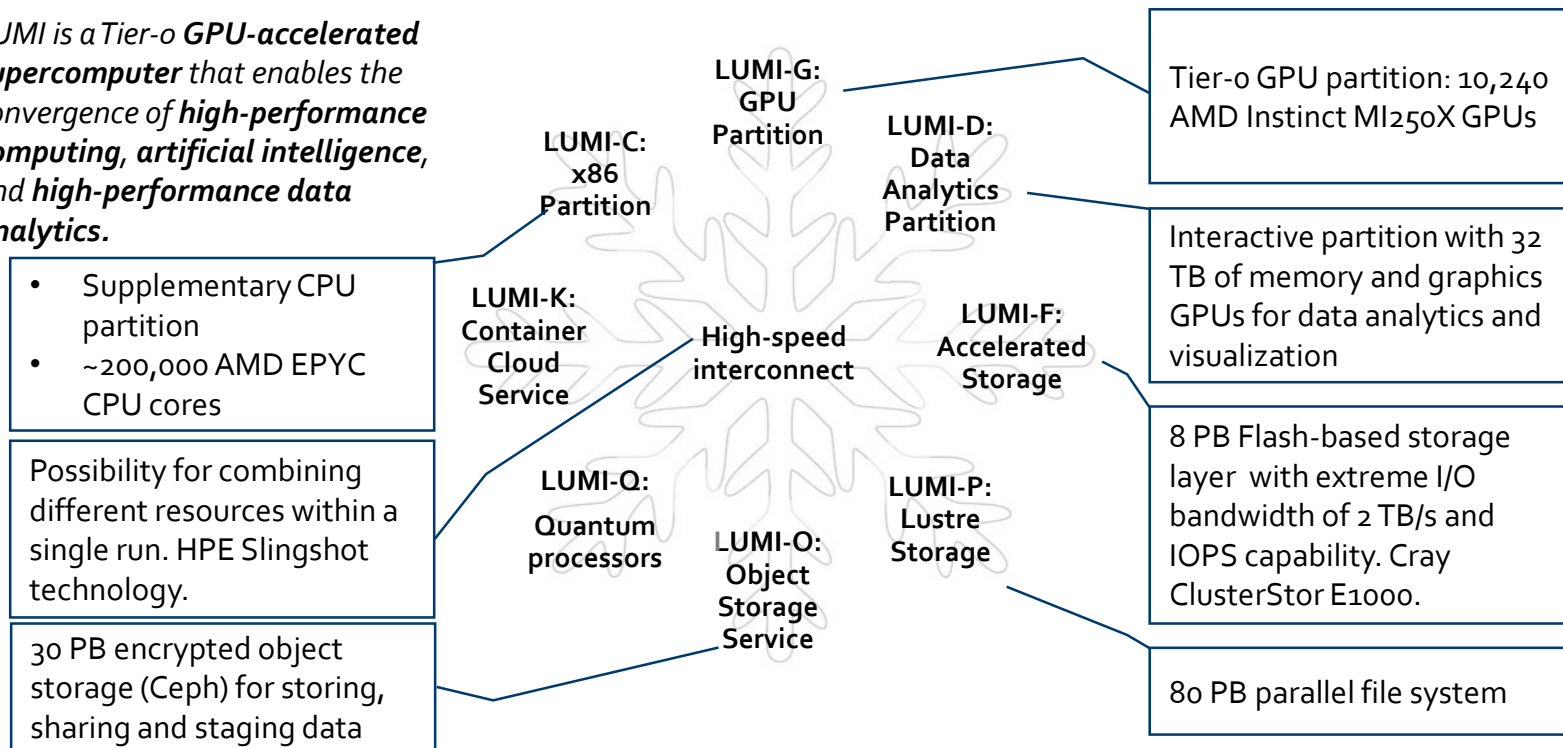 UMI is a Tier-0 GPU-accelerated
upercomputer that enables the
onvergence of high-performance
omputing, artificial intelligence,
nd high-performance data
nalytics.
LUMI-G:
GPU
Partition
LUMI-D:
Data
Analytics
Partition
LUMI-C:
x86
Partition
LUMI-K:
Container
Cloud
Service
High-speed
interconnect
LUMI-F:
Accelerated
Storage
LUMI-Q:
Quantum
processors
LUMI-O:
Object
Storage
Service
LUMI-P:
Lustre
Storage
• Supplementary CPU
partition
• ~200,000 AMD EPYC
CPU cores
Possibility for combining
different resources within a
single run. HPE Slingshot
technology.
30 PB encrypted object
storage (Ceph) for storing,
sharing and staging data
Tier-0 GPU partition: 10,240
AMD Instinct MI250X GPUs
Interactive partition with 32
TB of memory and graphics
GPUs for data analytics and
visualization
8 PB Flash-based storage
layer with extreme I/O
bandwidth of 2 TB/s and
IOPS capability. Cray
ClusterStor E1000.
80 PB parallel file system